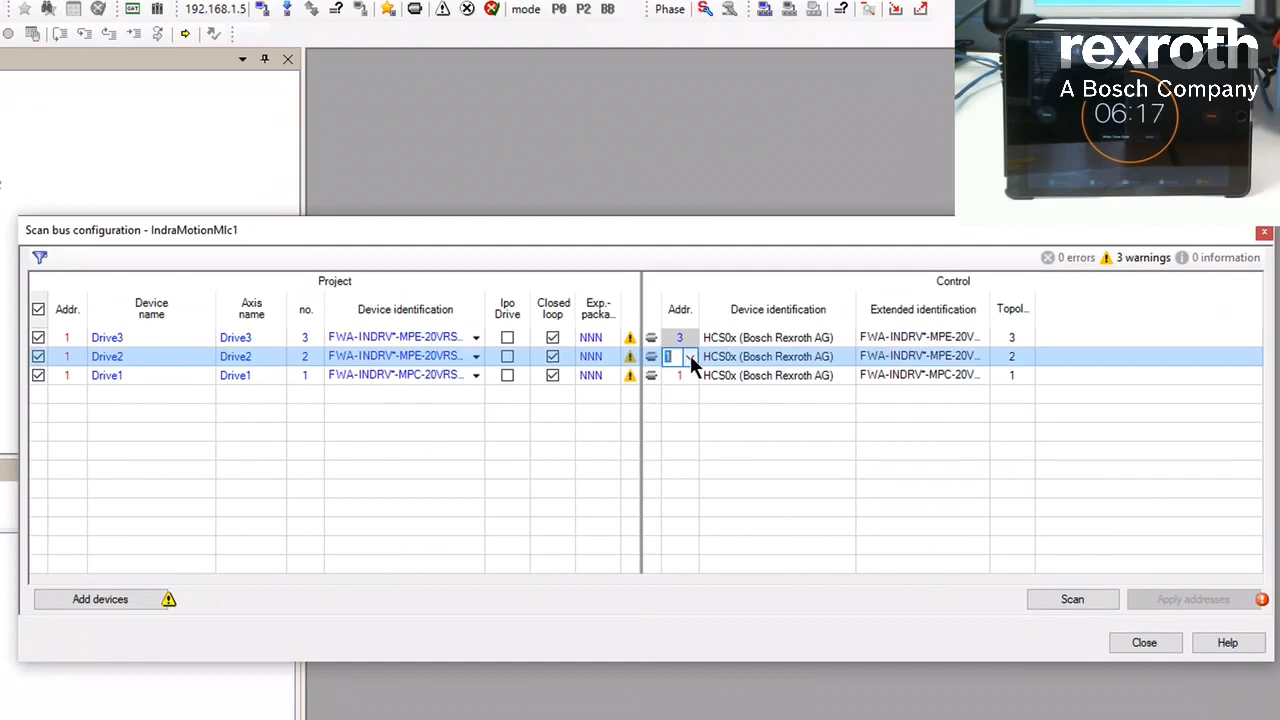 192.168.1.5
mode P0 P2 BB
Phase
rexroth
A Bosch Company
06:17
Scan bus configuration - IndraMotionMlc1
0 errors 3 warnings 0 information
Project
Control
Addr. Device name Axis name no. Device identification Ipo Drive Closed loop Exp.-packa... Addr. Device identification Extended identification Topol...
1 Drive3 Drive3 3 FWA-INDRV*-MPE-20VRS... NNN 3 HCS0x (Bosch Rexroth AG) FWA-INDRV*-MPE-20V... 3
1 Drive2 Drive2 2 FWA-INDRV*-MPE-20VRS... NNN 1 HCS0x (Bosch Rexroth AG) FWA-INDRV*-MPE-20V... 2
1 Drive1 Drive1 1 FWA-INDRV*-MPC-20VRS... NNN 1 HCS0x (Bosch Rexroth AG) FWA-INDRV*-MPC-20V... 1
Add devices
Scan
Apply addresses
Close
Help